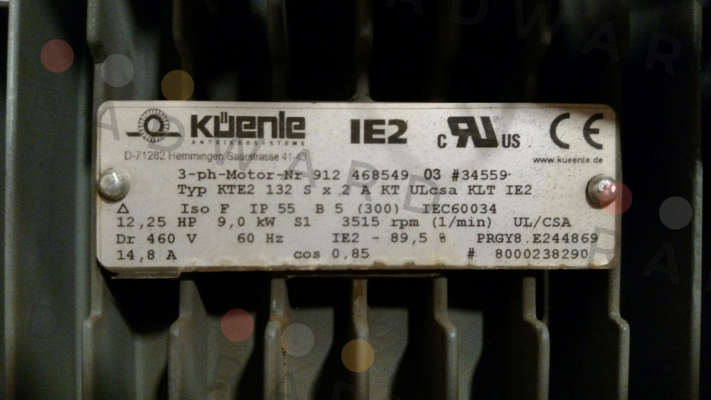 KÜENLE IE2 c RU US CE
ANTRIEBSSYSTEME
D-71282 Hemmingen Saarstrasse 41-43 www.kueenle.de
3-ph-Motor-Nr 912 468549 03 #34559
Typ KTE2 132 S x 2 A KT ULcsa KLT IE2
Δ Iso F IP 55 B 5 (300) IEC60034
12,25 HP 9,0 kW S1 3515 rpm (1/min) UL/CSA
Dr 460 V 60 Hz IE2 - 89,5 % PRGY8.E244869
14,8 A cos 0,85 # 8000238290